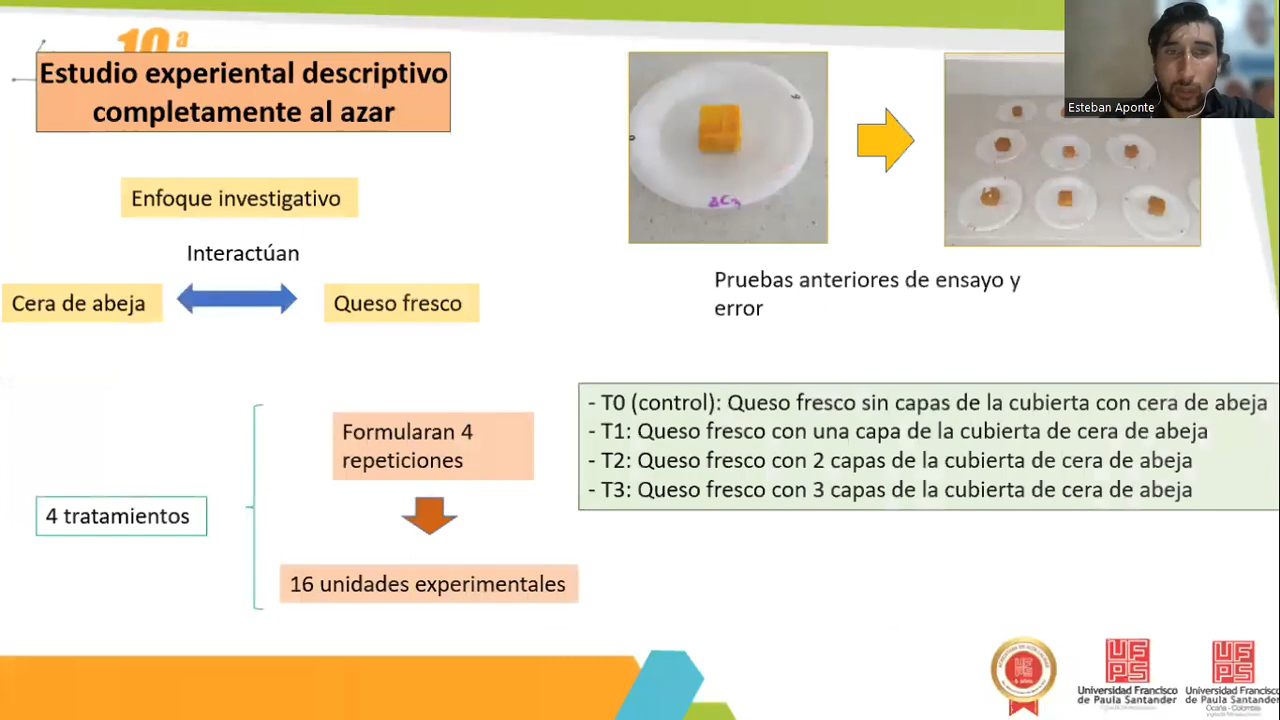 10ª
Estudio experiental descriptivo
completamente al azar
Enfoque investigativo
Interactúan
Cera de abeja
Queso fresco
Esteban Aponte
Pruebas anteriores de ensayo y
error
4 tratamientos
Formularan 4
repeticiones
16 unidades experimentales
- T0 (control): Queso fresco sin capas de la cubierta con cera de abeja
- T1: Queso fresco con una capa de la cubierta de cera de abeja
- T2: Queso fresco con 2 capas de la cubierta de cera de abeja
- T3: Queso fresco con 3 capas de la cubierta de cera de abeja
UFPS
Universidad Francisco
de Paula Santander
UFPS
Universidad Francisco
de Paula Santander
Ocaña - Colombia